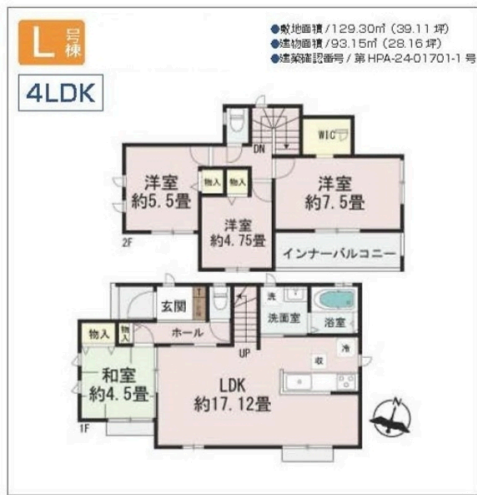 L号棟
●敷地面積/129.30㎡(39.11坪)
●建物面積/93.15㎡(28.16坪)
●建築確認番号/第HPA-24-01701-1号
4LDK
WIC
DN
洋室
約5.5畳
物入
物入
洋室
約7.5畳
洋室
約4.75畳
2F
インナーバルコニー
玄関
洗
洗面室
浴室
物入
物入
ホール
UP
冷
収
和室
約4.5畳
LDK
約17.12畳
1F
N